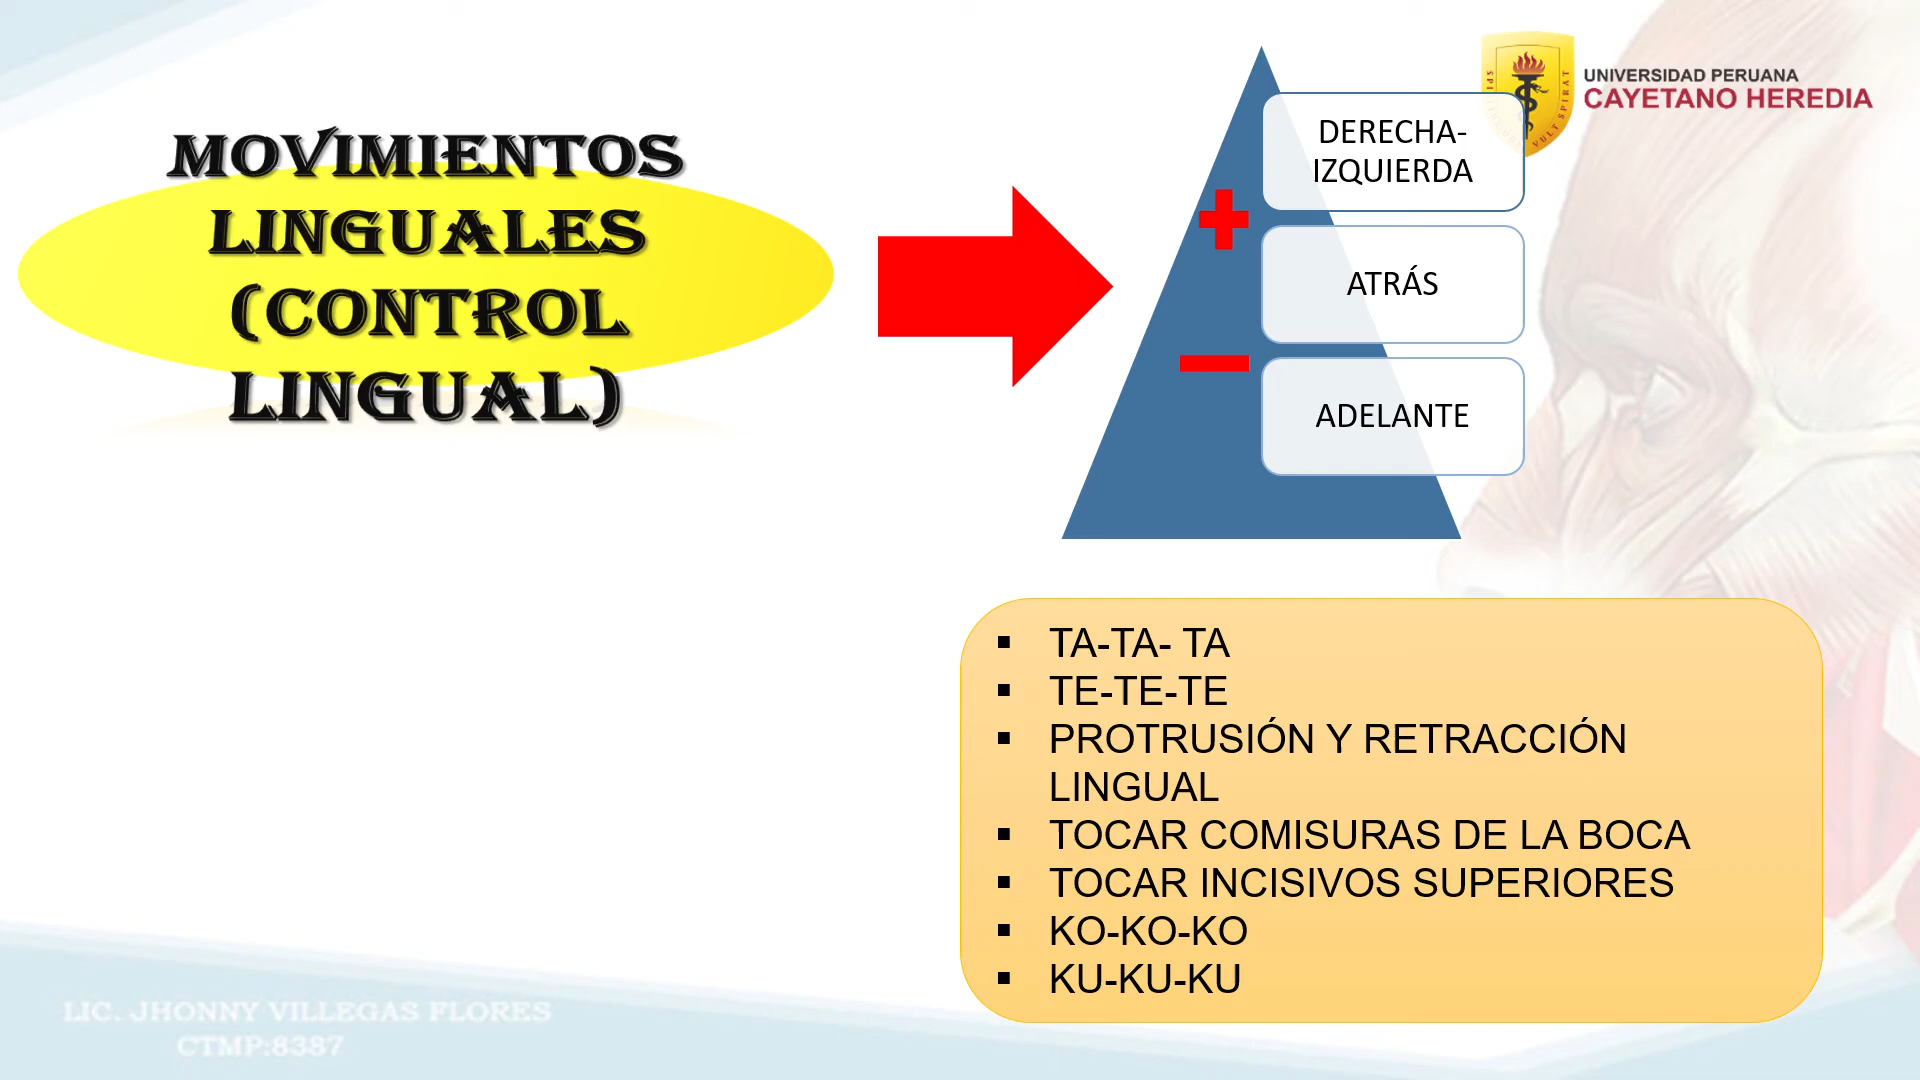 MOVIMIENTOS
LINGUALES
(CONTROL
LINGUAL)
DERECHA-
IZQUIERDA
ATRÁS
ADELANTE
UNIVERSIDAD PERUANA
CAYETANO HEREDIA
VULT SPIRAT
TA-TA- TA
TE-TE-TE
PROTRUSIÓN Y RETRACCIÓN
LINGUAL
TOCAR COMISURAS DE LA BOCA
TOCAR INCISIVOS SUPERIORES
KO-KO-KO
KU-KU-KU
LIC. JHONNY VILLEGAS FLORES
CTMP:8387